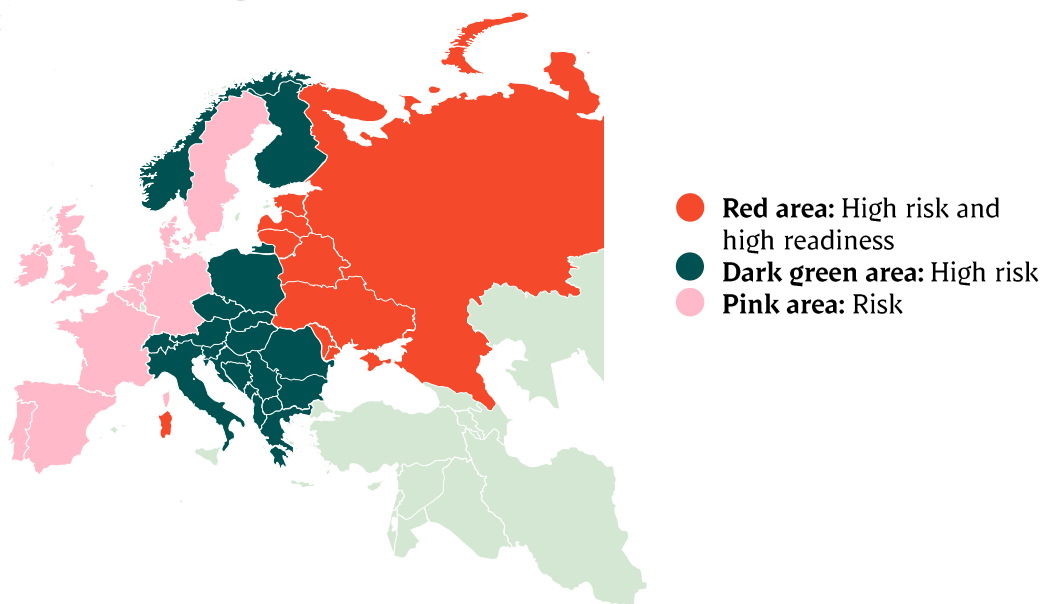 Red area: High risk and
high readiness
Dark green area: High risk
Pink area: Risk